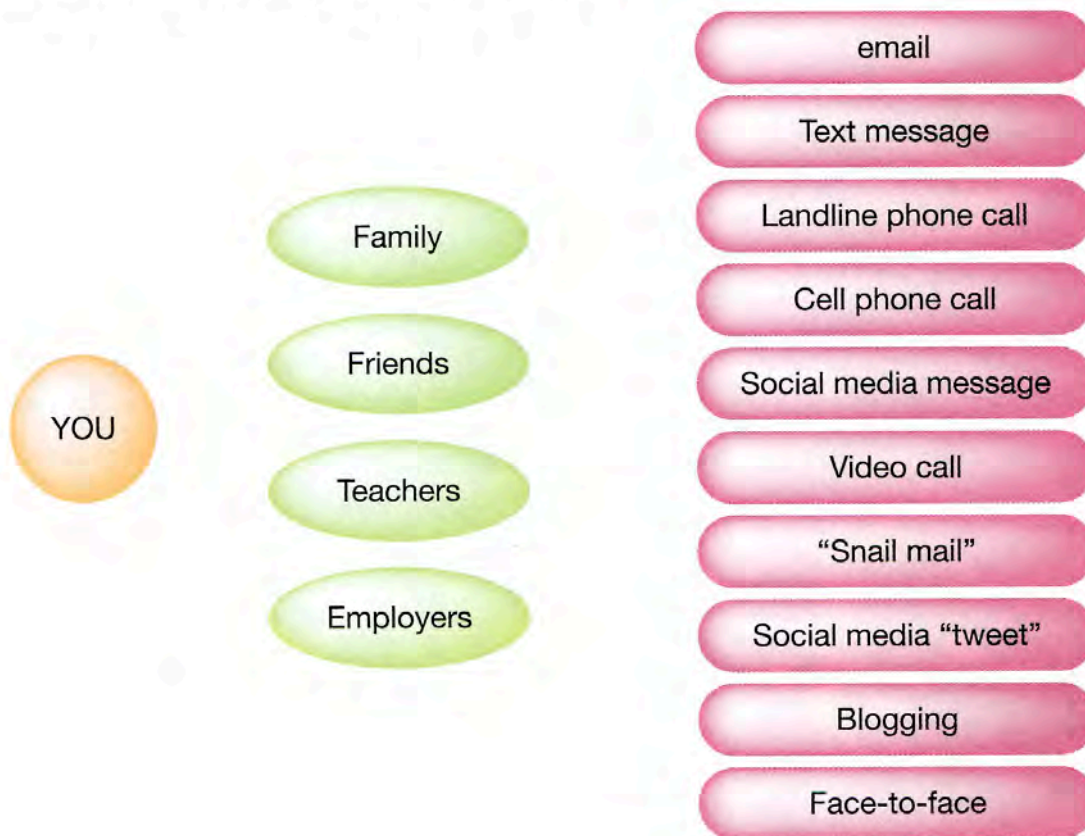 YOU
Family
Friends
Teachers
Employers
email
Text message
Landline phone call
Cell phone call
Social media message
Video call
“Snail mail”
Social media “tweet”
Blogging
Face-to-face